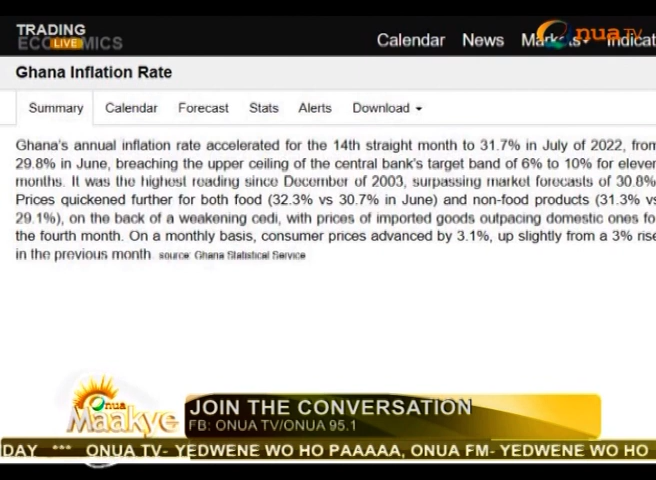 TRADING
ECONOMICS
LIVE
Calendar News Markets
Onua TV
Ghana Inflation Rate
Summary Calendar Forecast Stats Alerts Download
Ghana's annual inflation rate accelerated for the 14th straight month to 31.7% in July of 2022, from
29.8% in June, breaching the upper ceiling of the central bank's target band of 6% to 10% for eleven
months. It was the highest reading since December of 2003, surpassing market forecasts of 30.8%
Prices quickened further for both food (32.3% vs 30.7% in June) and non-food products (31.3% vs
29.1%), on the back of a weakening cedi, with prices of imported goods outpacing domestic ones fo
the fourth month. On a monthly basis, consumer prices advanced by 3.1%, up slightly from a 3% rise
in the previous month. source: Ghana Statistical Service
Onua
Maakye
JOIN THE CONVERSATION
FB: ONUA TV/ONUA 95.1
DAY *** ONUA TV- YEDWENE WO HO PAAAAA, ONUA FM- YEDWENE WO HO